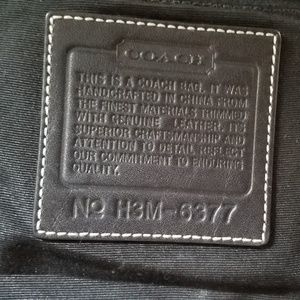 COACH
THIS IS A COACH BAG. IT WAS
HANDCRAFTED IN CHINA FROM
THE FINEST MATERIALS TRIMMED
WITH GENUINE LEATHER. ITS
SUPERIOR CRAFTSMANSHIP AND
ATTENTION TO DETAIL REFLECT
OUR COMMITMENT TO ENDURING
QUALITY.
Nº H3M-6377